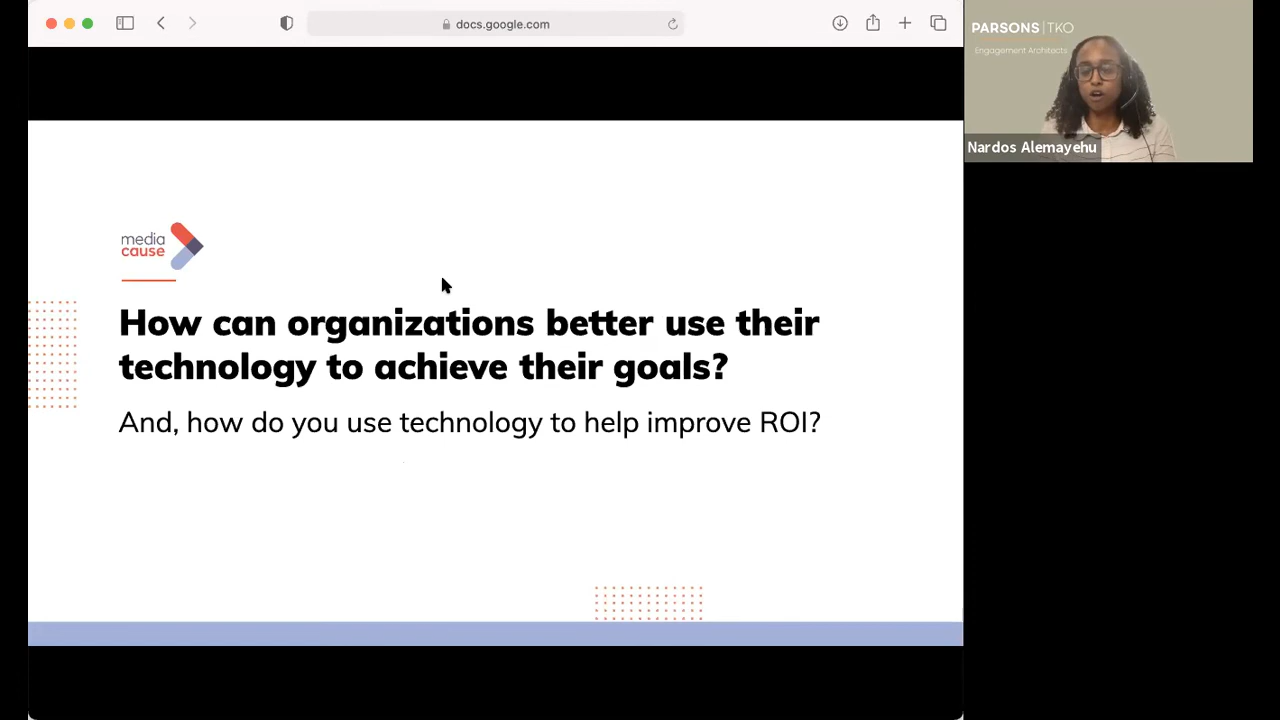 docs.google.com
PARSONS|TKO
Engagement Architects
Nardos Alemayehu
media
cause
How can organizations better use their
technology to achieve their goals?
And, how do you use technology to help improve ROI?